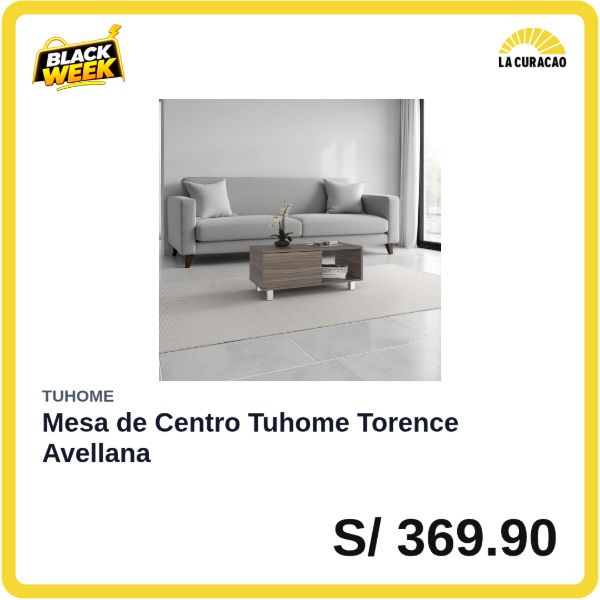 BLACK
WEEK
LA CURACAO
TUHOME
Mesa de Centro Tuhome Torence
Avellana
S/ 369.90